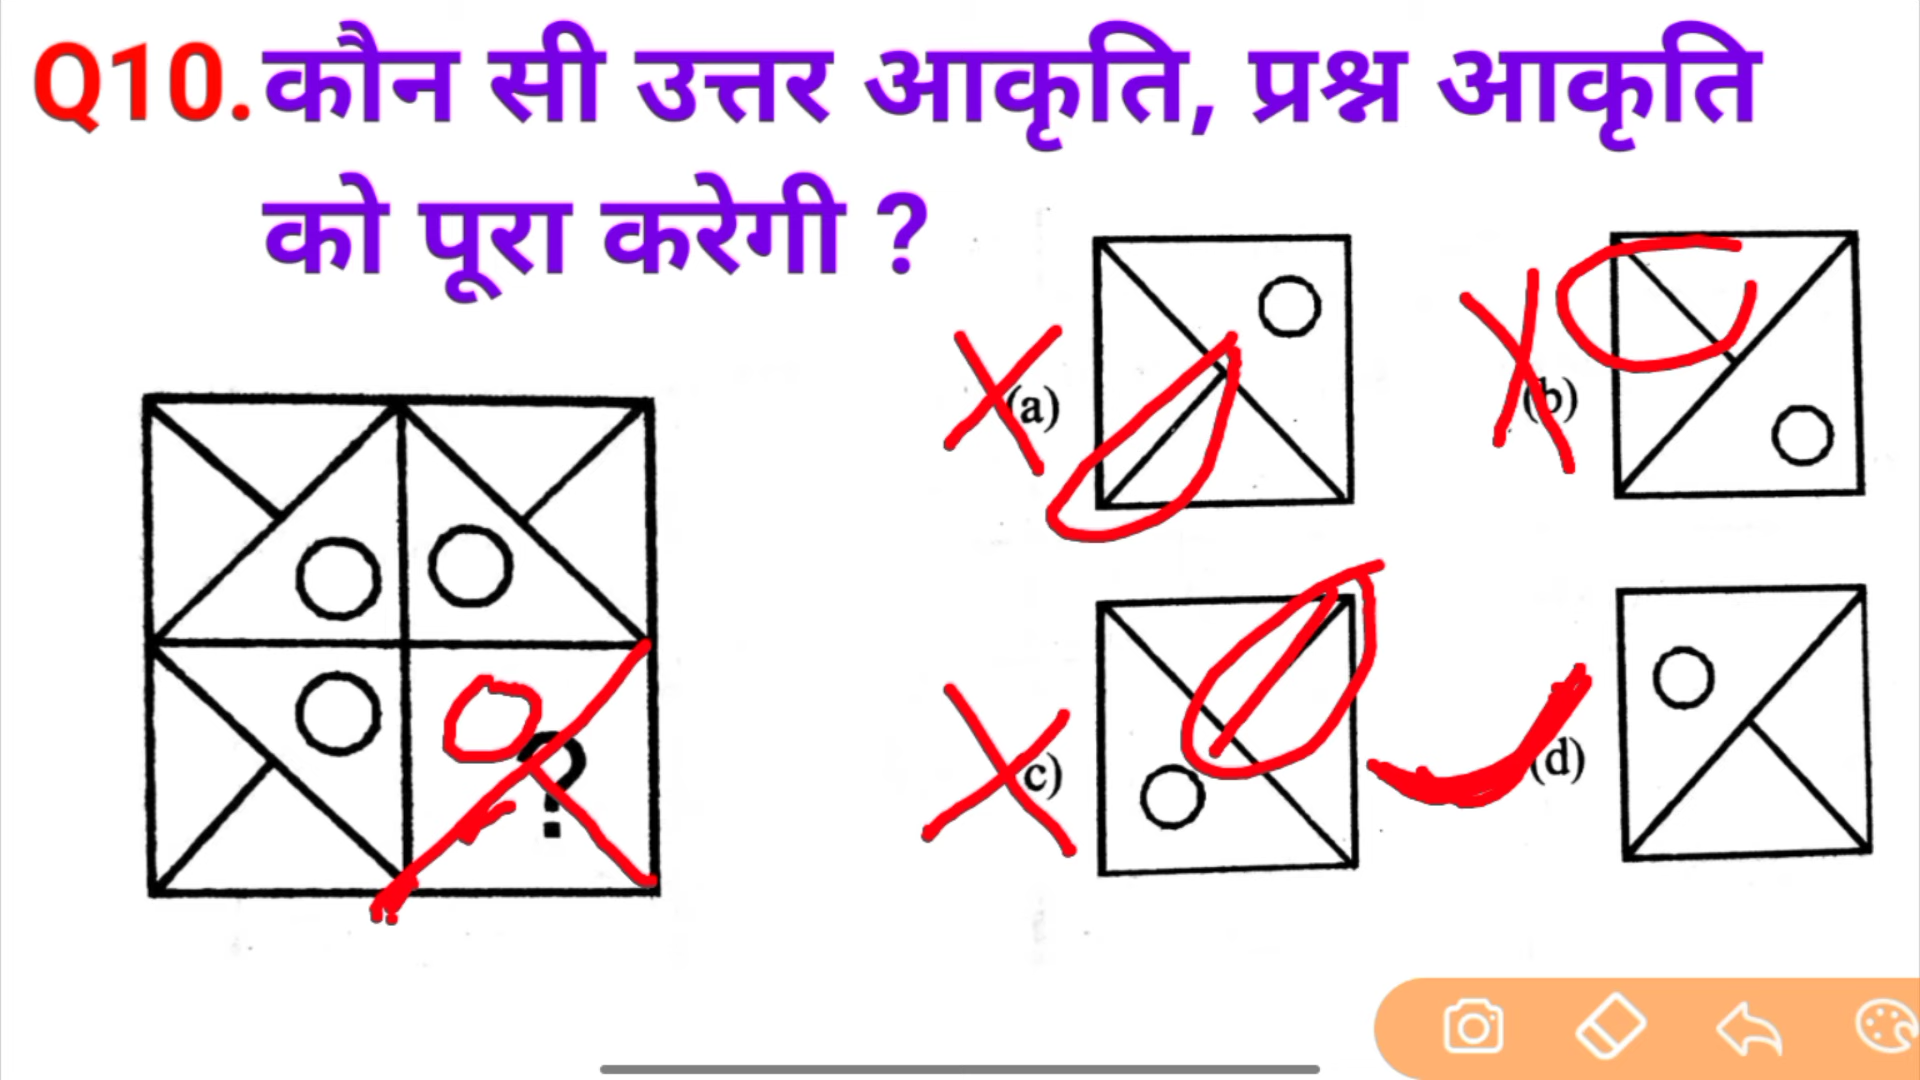 Q10.कौन सी उत्तर आकृति, प्रश्न आकृति
को पूरा करेगी ?
(a)
(b)
?
(c)
(d)